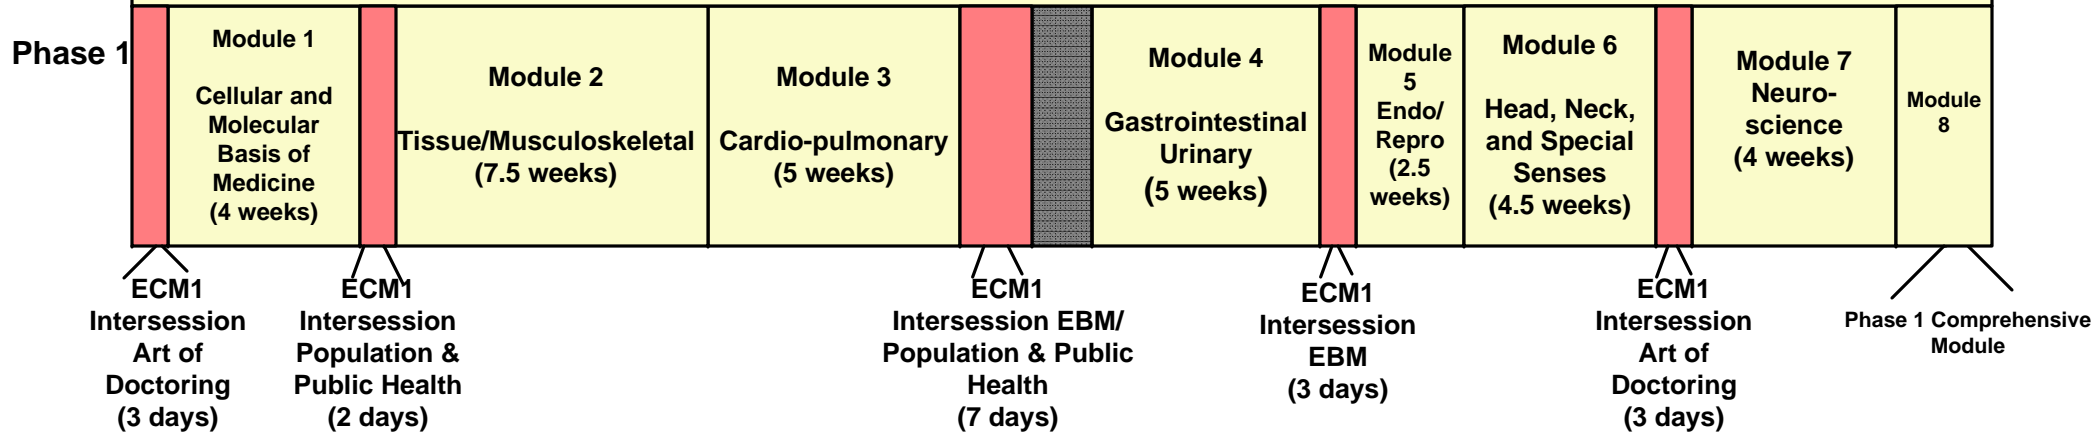 Phase 1
Module 1
Cellular and
Molecular
Basis of
Medicine
(4 weeks)
Module 2
Tissue/Musculoskeletal
(7.5 weeks)
Module 3
Cardio-pulmonary
(5 weeks)
Module 4
Gastrointestinal
Urinary
(5 weeks)
Module
5
Endo/
Repro
(2.5
weeks)
Module 6
Head, Neck,
and Special
Senses
(4.5 weeks)
Module 7
Neuro-
science
(4 weeks)
Module
8
ECM1
Intersession
Art of
Doctoring
(3 days)
ECM1
Intersession
Population &
Public Health
(2 days)
ECM1
Intersession EBM/
Population & Public
Health
(7 days)
ECM1
Intersession
EBM
(3 days)
ECM1
Intersession
Art of
Doctoring
(3 days)
Phase 1 Comprehensive
Module